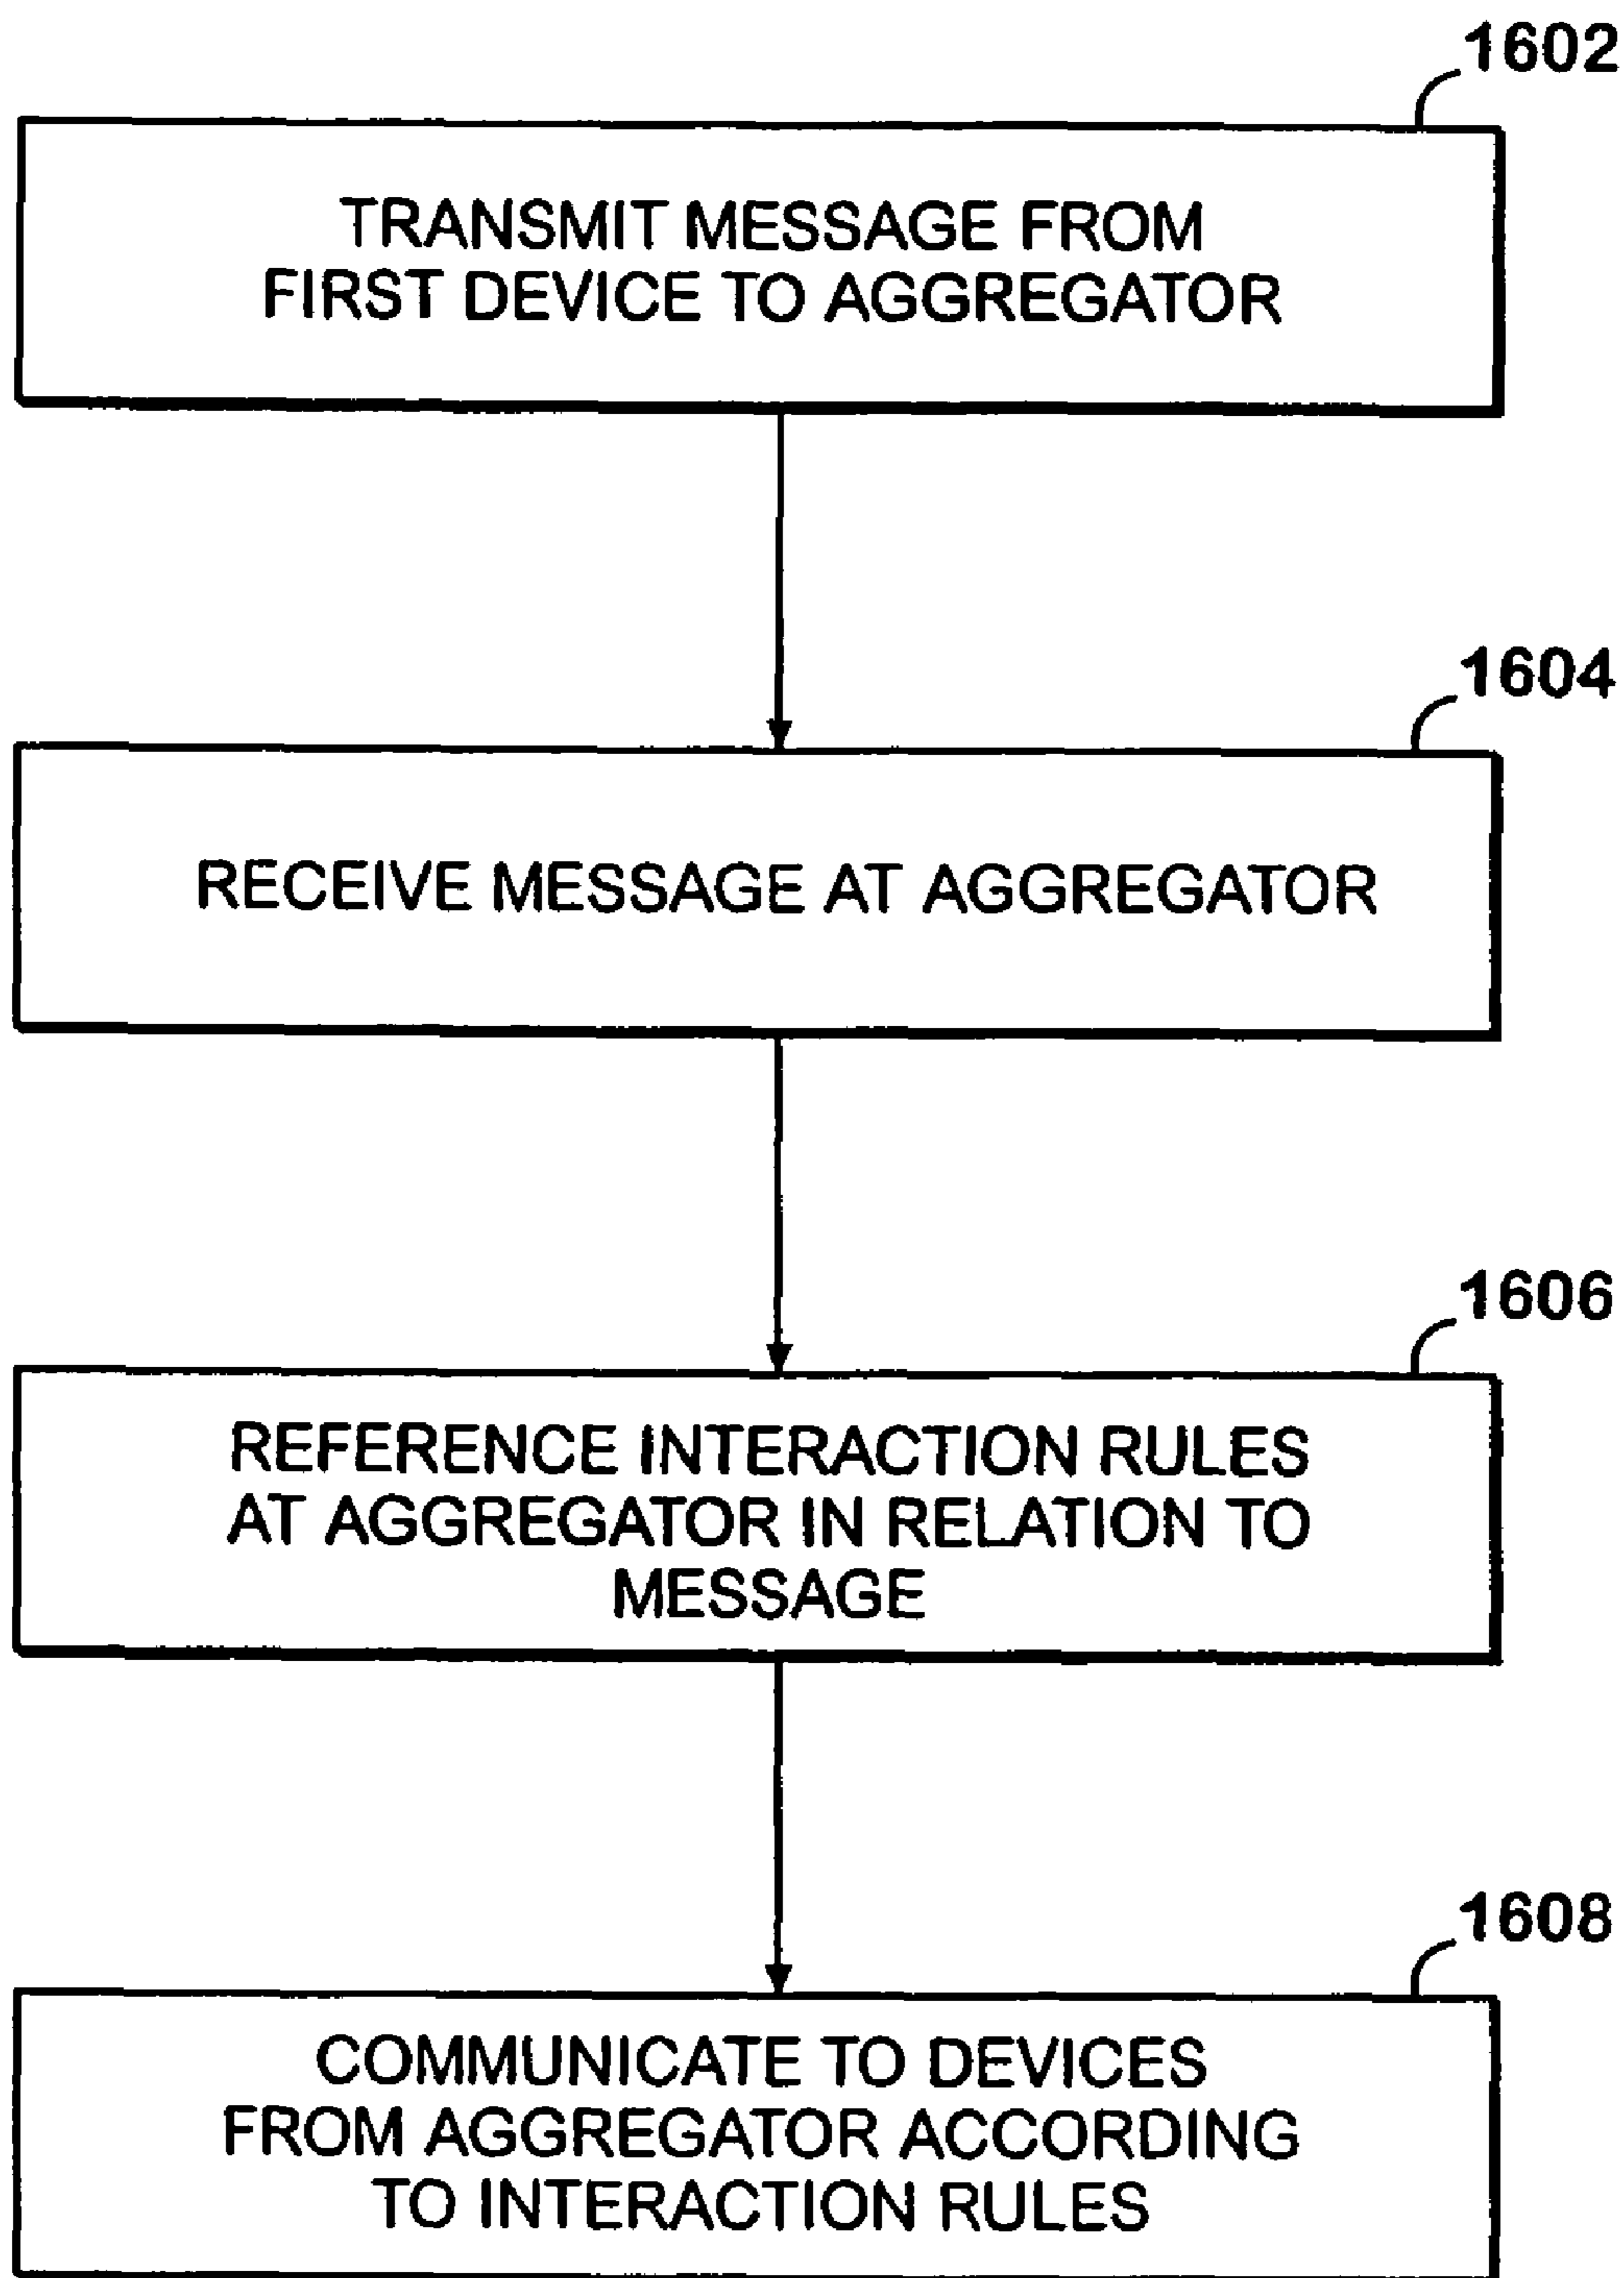 1602
TRANSMIT MESSAGE FROM
FIRST DEVICE TO AGGREGATOR
1604
RECEIVE MESSAGE AT AGGREGATOR
1606
REFERENCE INTERACTION RULES
AT AGGREGATOR IN RELATION TO
MESSAGE
1608
COMMUNICATE TO DEVICES
FROM AGGREGATOR ACCORDING
TO INTERACTION RULES